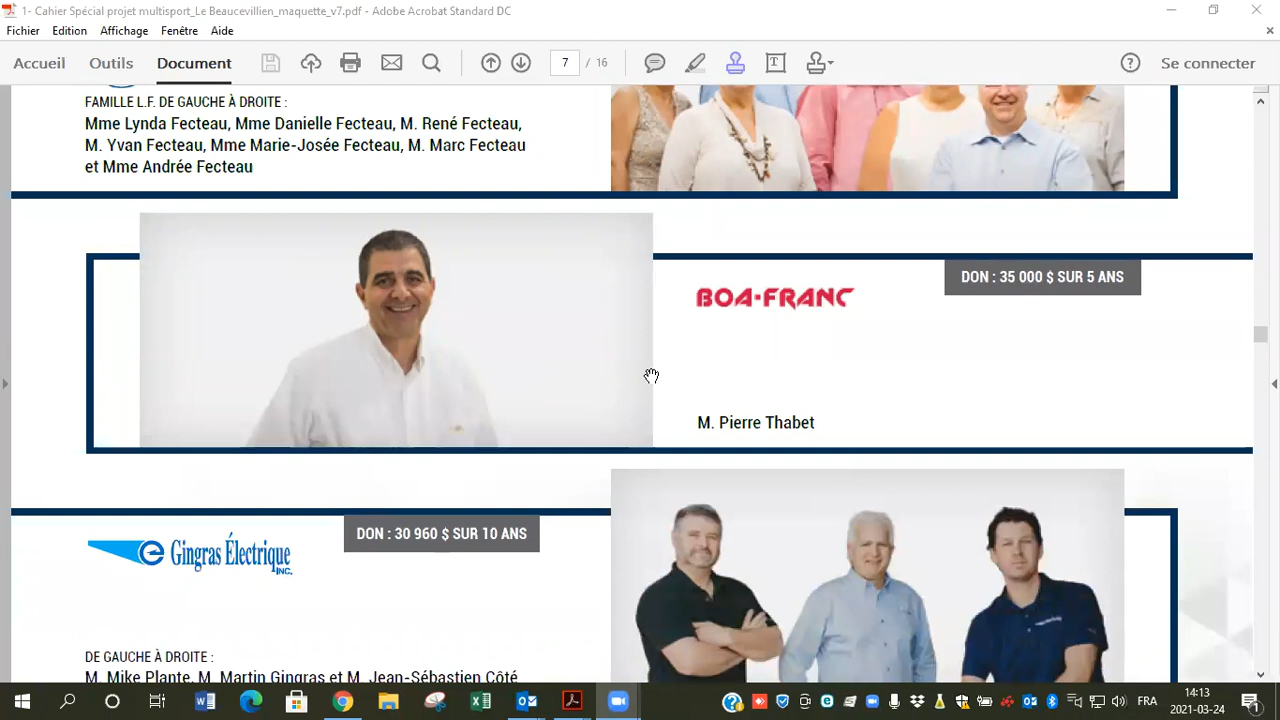 1- Cahier Spécial projet multisport_Le Beaucevillien_maquette_v7.pdf - Adobe Acrobat Standard DC
Fichier Edition Affichage Fenêtre Aide
Accueil Outils Document 7 / 16 Se connecter
FAMILLE L.F. DE GAUCHE À DROITE :
Mme Lynda Fecteau, Mme Danielle Fecteau, M. René Fecteau,
M. Yvan Fecteau, Mme Marie-Josée Fecteau, M. Marc Fecteau
et Mme Andrée Fecteau
DON : 35 000 $ SUR 5 ANS
BOA-FRANC
M. Pierre Thabet
DON : 30 960 $ SUR 10 ANS
e Gingras Électrique
INC.
DE GAUCHE À DROITE :
M. Mike Plante, M. Martin Gingras et M. Jean-Sébastien Côté
FRA
14:13
2021-03-24